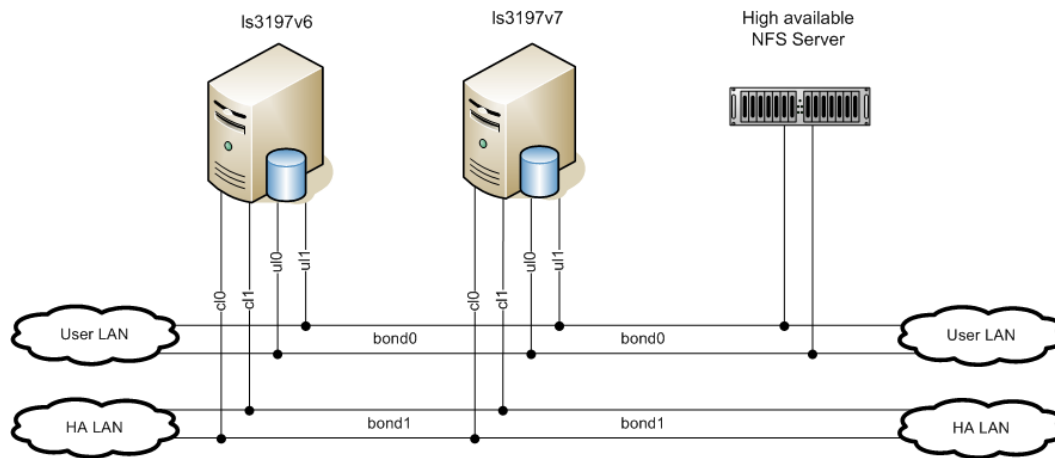 ls3197v6
ls3197v7
High available
NFS Server
cl0
cl1
ul0
ul1
cl0
cl1
ul0
ul1
User LAN
bond0
bond0
User LAN
HA LAN
bond1
bond1
HA LAN